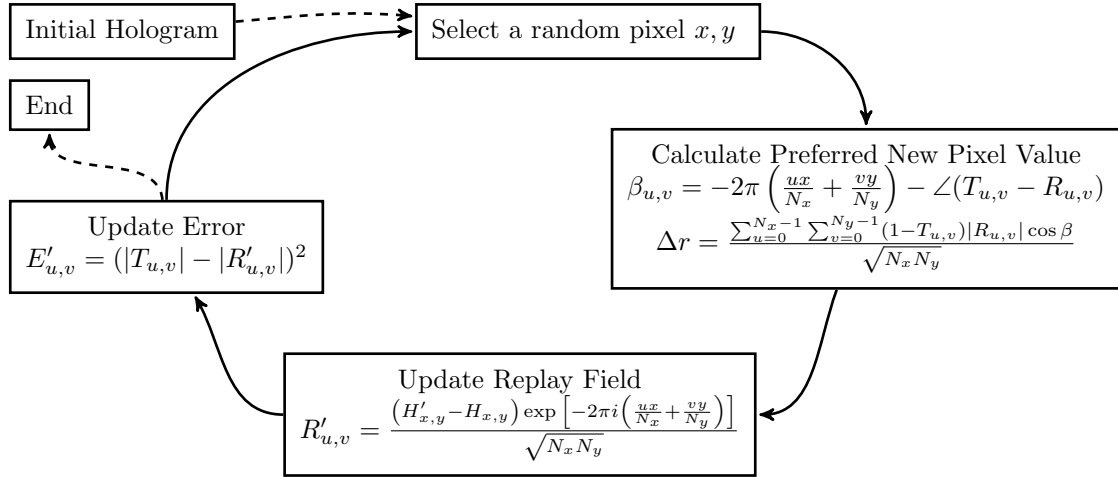 Initial Hologram
Select a random pixel x, y
End
Calculate Preferred New Pixel Value
β_{u,v} = −2π (ux/N_x + vy/N_y) − ∠(T_{u,v} − R_{u,v})
Δr = ∑_{u=0}^{N_x−1} ∑_{v=0}^{N_y−1} (1−T_{u,v})|R_{u,v}| cos β / √(N_x N_y)
Update Error
E′_{u,v} = (|T_{u,v}| − |R′_{u,v}|)²
Update Replay Field
R′_{u,v} = (H′_{x,y} − H_{x,y}) exp [−2πi (ux/N_x + vy/N_y)] / √(N_x N_y)